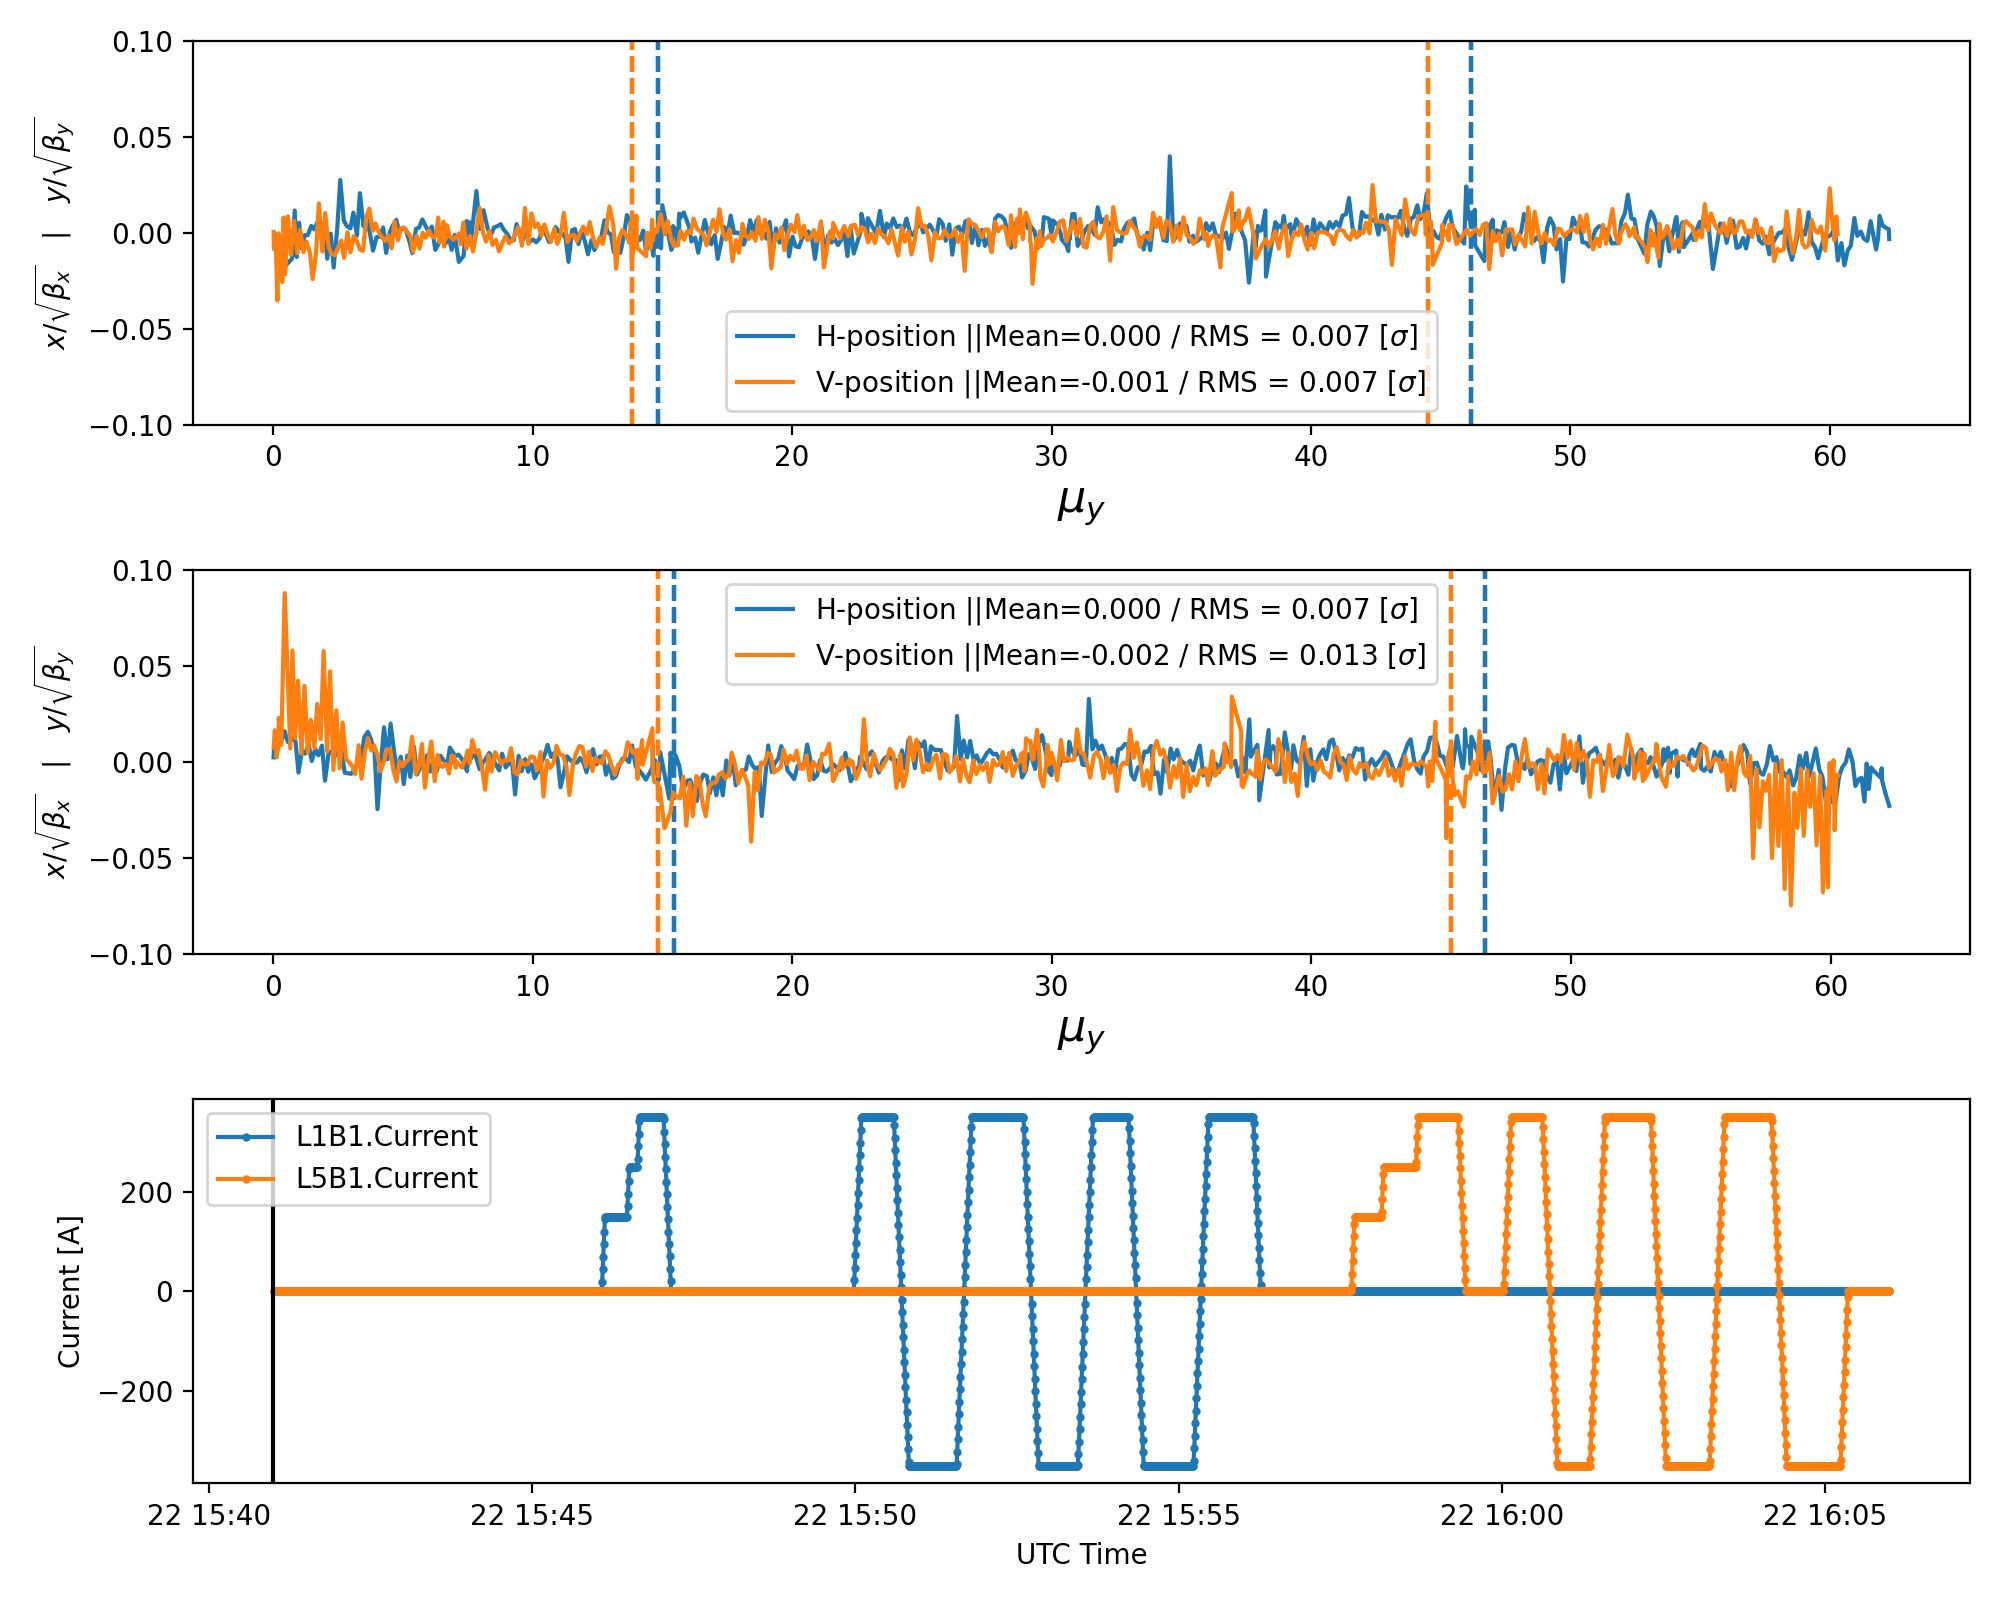 0.10
0.05
0.00
−0.05
−0.10
x/√βx | y/√βy
H-position ||Mean=0.000 / RMS = 0.007 [σ]
V-position ||Mean=-0.001 / RMS = 0.007 [σ]
0 10 20 30 40 50 60
μy
0.10
0.05
0.00
−0.05
−0.10
x/√βx | y/√βy
H-position ||Mean=0.000 / RMS = 0.007 [σ]
V-position ||Mean=-0.002 / RMS = 0.013 [σ]
0 10 20 30 40 50 60
μy
L1B1.Current
L5B1.Current
200
0
−200
Current [A]
22 15:40 22 15:45 22 15:50 22 15:55 22 16:00 22 16:05
UTC Time